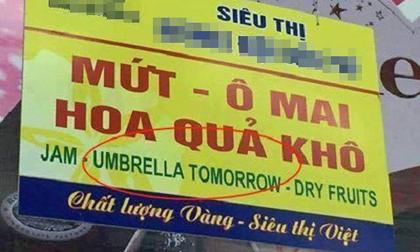 SIÊU THỊ
MỨT - Ô MAI
HOA QUẢ KHÔ
JAM - UMBRELLA TOMORROW - DRY FRUITS
Chất lượng Vàng - Siêu thị Việt